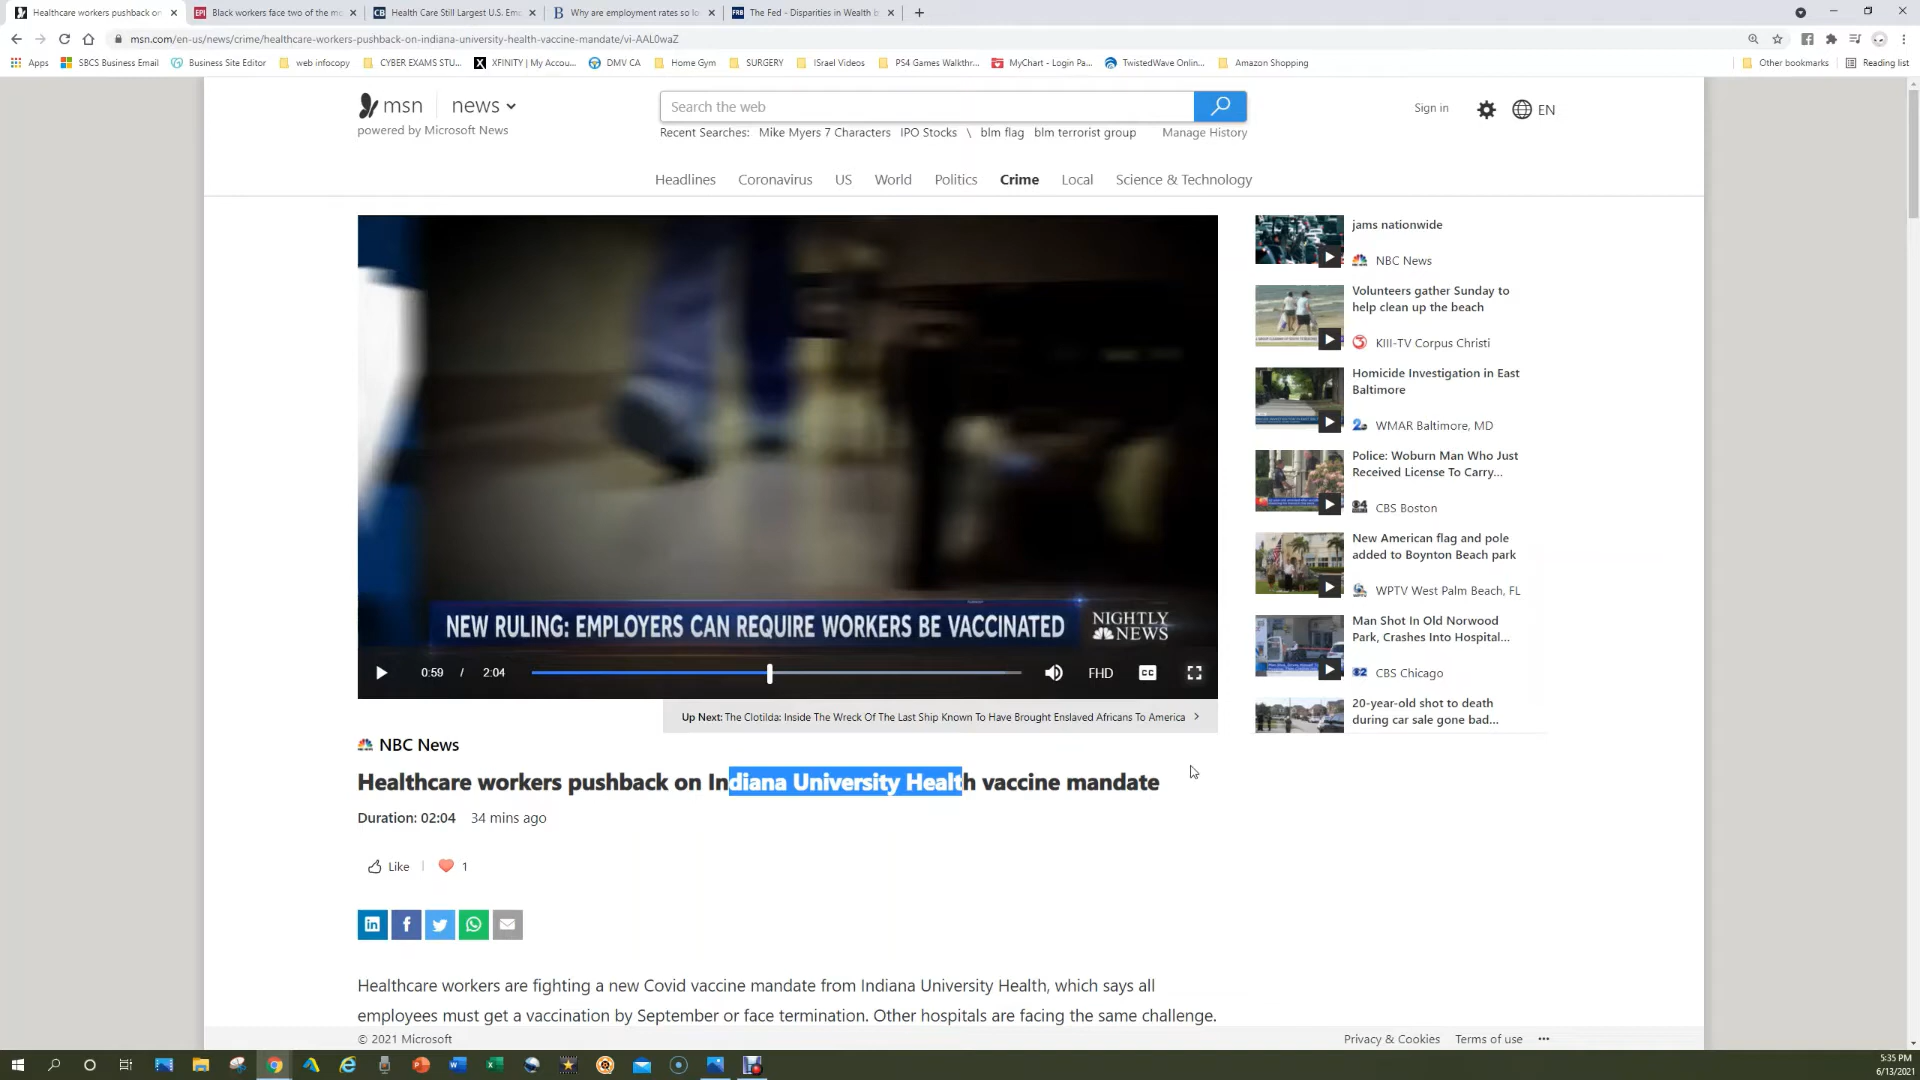 Healthcare workers pushback on
Black workers face two of the mo
Health Care Still Largest U.S. Em
Why are employment rates so lo
The Fed - Disparities in Wealth b
msn.com/en-us/news/crime/healthcare-workers-pushback-on-indiana-university-health-vaccine-mandate/vi-AAL0waZ
Apps SBCS Business Email Business Site Editor web infocopy CYBER EXAMS STU... XFINITY | My Accou... DMV CA Home Gym SURGERY ISrael Videos PS4 Games Walkthr... MyChart - Login Pa... TwistedWave Onlin... Amazon Shopping Other bookmarks Reading list
msn news
powered by Microsoft News
Search the web
Sign in
EN
Recent Searches: Mike Myers 7 Characters IPO Stocks \ blm flag blm terrorist group Manage History
Headlines Coronavirus US World Politics Crime Local Science & Technology
NEW RULING: EMPLOYERS CAN REQUIRE WORKERS BE VACCINATED
NIGHTLY
NEWS
0:59 / 2:04
FHD
CC
Up Next: The Clotilda: Inside The Wreck Of The Last Ship Known To Have Brought Enslaved Africans To America
jams nationwide
NBC News
Volunteers gather Sunday to
help clean up the beach
KIII-TV Corpus Christi
Homicide Investigation in East
Baltimore
WMAR Baltimore, MD
Police: Woburn Man Who Just
Received License To Carry...
CBS Boston
New American flag and pole
added to Boynton Beach park
WPTV West Palm Beach, FL
Man Shot In Old Norwood
Park, Crashes Into Hospital...
CBS Chicago
20-year-old shot to death
during car sale gone bad...
NBC News
Healthcare workers pushback on Indiana University Health vaccine mandate
Duration: 02:04 34 mins ago
Like 1
Healthcare workers are fighting a new Covid vaccine mandate from Indiana University Health, which says all
employees must get a vaccination by September or face termination. Other hospitals are facing the same challenge.
© 2021 Microsoft
Privacy & Cookies Terms of use ...
5:35 PM
6/13/2021